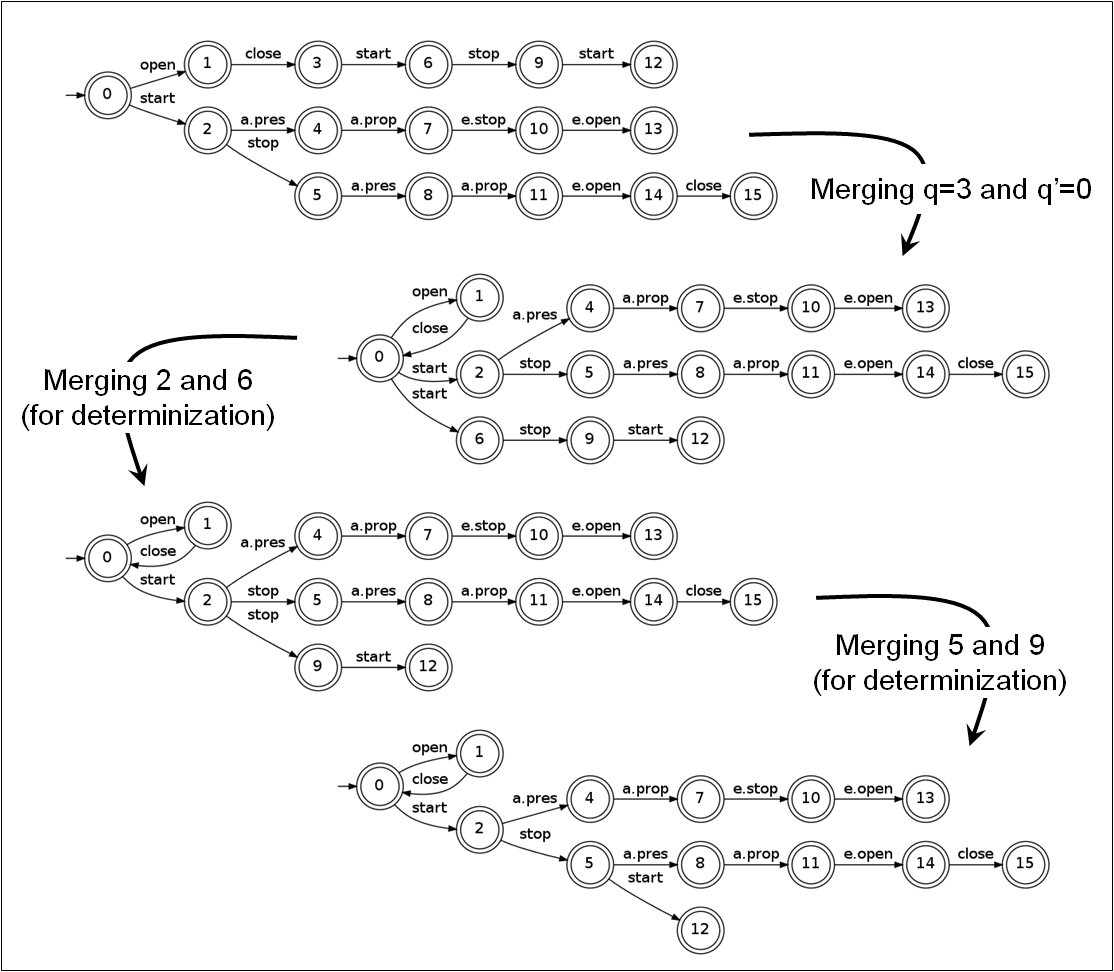 open 1 close 3 start 6 stop 9 start 12
0
start 2 a.pres 4 a.prop 7 e.stop 10 e.open 13
stop
5 a.pres 8 a.prop 11 e.open 14 close 15
Merging q=3 and q’=0
open 1 a.pres 4 a.prop 7 e.stop 10 e.open 13
close
0 start 2 stop 5 a.pres 8 a.prop 11 e.open 14 close 15
start
6 stop 9 start 12
Merging 2 and 6
(for determinization)
open 1 a.pres 4 a.prop 7 e.stop 10 e.open 13
0 close
start 2 stop 5 a.pres 8 a.prop 11 e.open 14 close 15
stop
9 start 12
Merging 5 and 9
(for determinization)
open 1
0 close
start 2 a.pres 4 a.prop 7 e.stop 10 e.open 13
stop 5 a.pres 8 a.prop 11 e.open 14 close 15
start
12